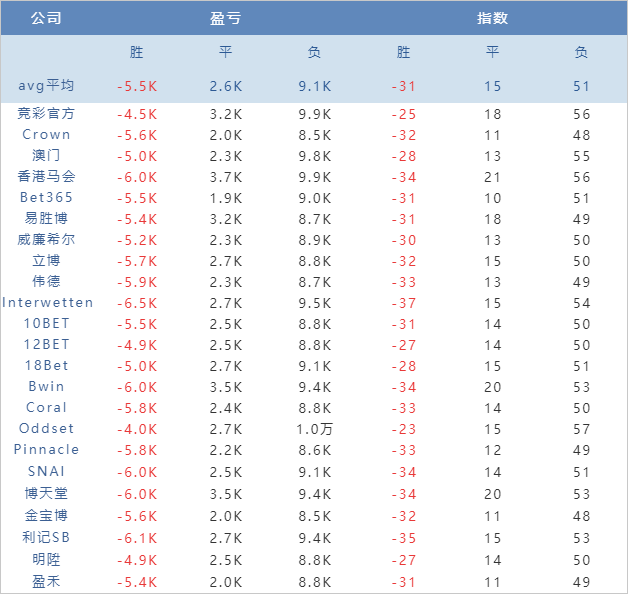 公司 盈亏 指数
胜 平 负 胜 平 负
avg平均 -5.5K 2.6K 9.1K -31 15 51
竞彩官方 -4.5K 3.2K 9.9K -25 18 56
Crown -5.6K 2.0K 8.5K -32 11 48
澳门 -5.0K 2.3K 9.8K -28 13 55
香港马会 -6.0K 3.7K 9.9K -34 21 56
Bet365 -5.5K 1.9K 9.0K -31 10 51
易胜博 -5.4K 3.2K 8.7K -31 18 49
威廉希尔 -5.2K 2.3K 8.9K -30 13 50
立博 -5.7K 2.7K 8.8K -32 15 50
伟德 -5.9K 2.3K 8.7K -33 13 49
Interwetten -6.5K 2.7K 9.5K -37 15 54
10BET -5.5K 2.5K 8.8K -31 14 50
12BET -4.9K 2.5K 8.8K -27 14 50
18Bet -5.0K 2.7K 9.1K -28 15 51
Bwin -6.0K 3.5K 9.4K -34 20 53
Coral -5.8K 2.4K 8.8K -33 14 50
Oddset -4.0K 2.7K 1.0万 -23 15 57
Pinnacle -5.8K 2.2K 8.6K -33 12 49
SNAI -6.0K 2.5K 9.1K -34 14 51
博天堂 -6.0K 3.5K 9.4K -34 20 53
金宝博 -5.6K 2.0K 8.5K -32 11 48
利记SB -6.1K 2.7K 9.4K -35 15 53
明陞 -4.9K 2.5K 8.8K -27 14 50
盈禾 -5.4K 2.0K 8.8K -31 11 49